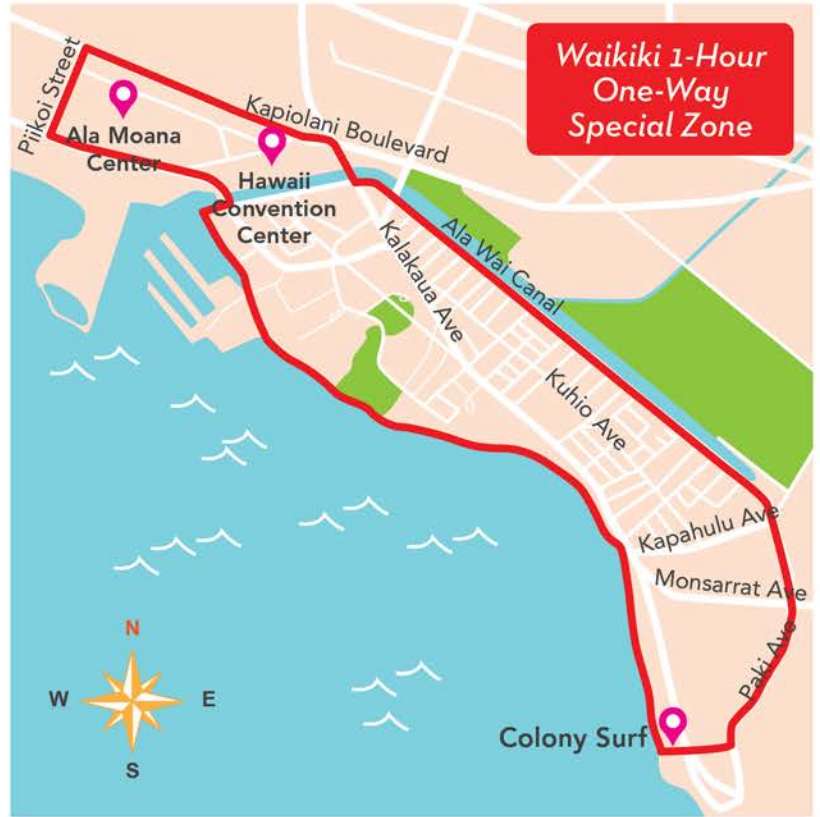 Waikiki 1-Hour
One-Way
Special Zone
Piikoi Street
Ala Moana
Center
Kapiolani Boulevard
Hawaii
Convention
Center
Kalakaua Ave
Ala Wai Canal
Kuhio Ave
Kapahulu Ave
Monsarrat Ave
Paki Ave
Colony Surf
N
W
E
S